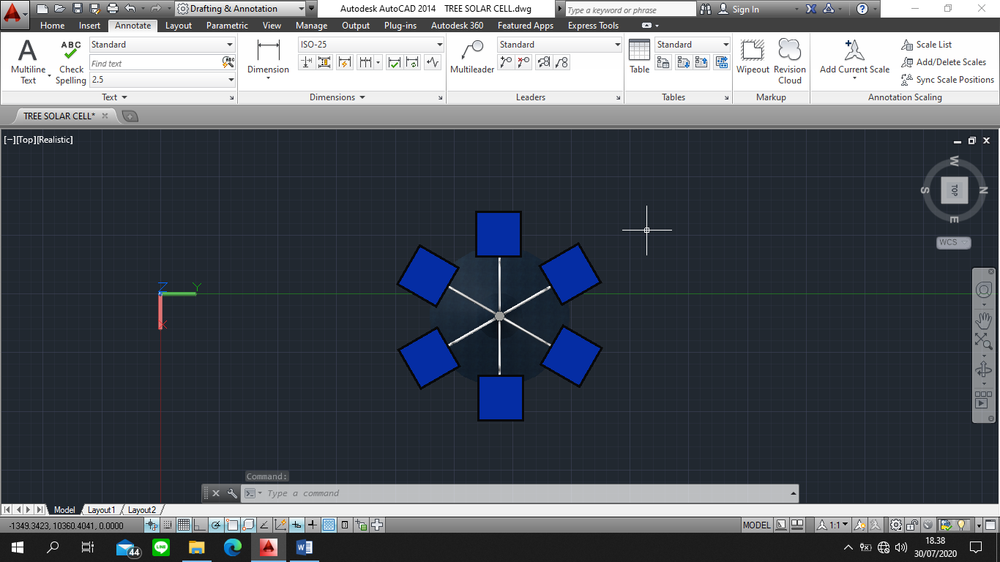 Drafting & Annotation
Autodesk AutoCAD 2014 TREE SOLAR CELL.dwg
Type a keyword or phrase
Sign In
Home Insert Annotate Layout Parametric View Manage Output Plug-ins Autodesk 360 Featured Apps Express Tools
Multiline Text
ABC
Check Spelling
Standard
Find text
ABC
2.5
Text
Dimension
ISO-25
Dimensions
Multileader
Standard
Leaders
Table
Standard
Tables
Wipeout
Revision Cloud
Markup
Add Current Scale
Scale List
Add/Delete Scales
Sync Scale Positions
Annotation Scaling
TREE SOLAR CELL*
[−][Top][Realistic]
W
S TOP N
E
WCS
Z Y
X
Command:
Type a command
Model Layout1 Layout2
-1349.3423, 10360.4041, 0.0000
MODEL
1:1
44
LINE
18.38
30/07/2020